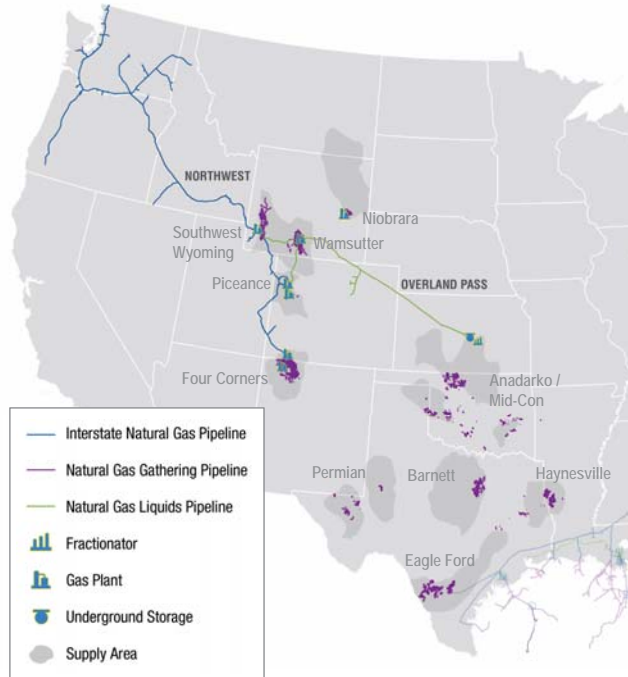 NORTHWEST
Niobrara
Southwest
Wyoming
Wamsutter
Piceance
OVERLAND PASS
Four Corners
Anadarko /
Mid-Con
Interstate Natural Gas Pipeline
Natural Gas Gathering Pipeline
Natural Gas Liquids Pipeline
Fractionator
Gas Plant
Underground Storage
Supply Area
Permian
Barnett
Haynesville
Eagle Ford